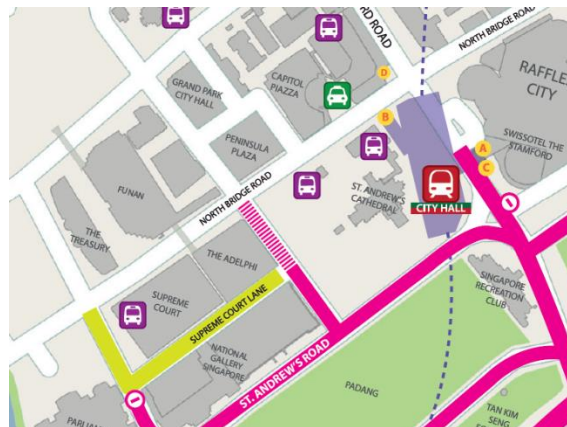 RD ROAD
NORTH BRIDGE ROAD
D
GRAND PARK
CITY HALL
CAPITOL
PIAZZA
RAFFLE
CITY
B
PENINSULA
PLAZA
A
C
SWISSOTEL THE
STAMFORD
FUNAN
ST. ANDREW'S
CATHEDRAL
CITY HALL
NORTH BRIDGE ROAD
THE
TREASURY
THE ADELPHI
SINGAPORE
RECREATION
CLUB
SUPREME
COURT
SUPREME COURT LANE
NATIONAL
GALLERY
SINGAPORE
ST. ANDREW'S ROAD
PADANG
PARLIA
TAN KIM
SENG